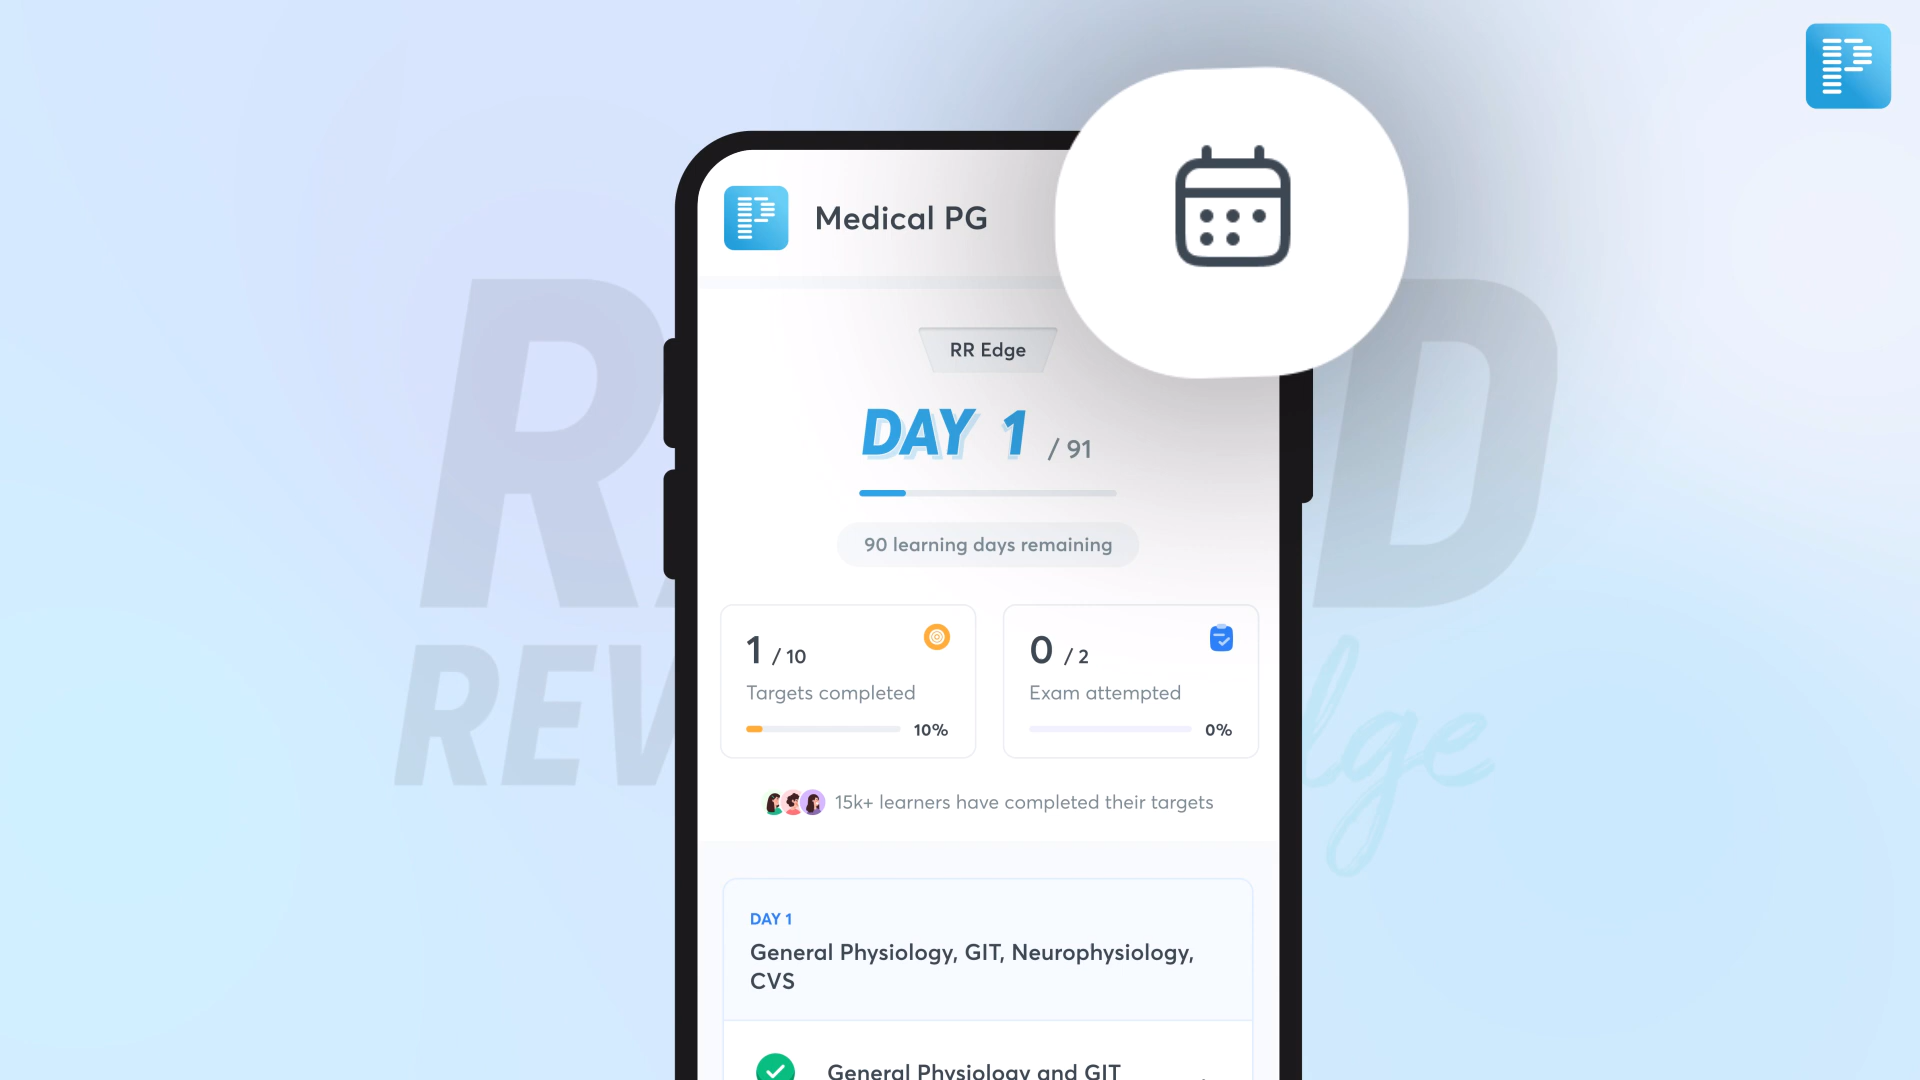 Medical PG
RR Edge
DAY 1 / 91
90 learning days remaining
1 / 10
Targets completed
10%
0 / 2
Exam attempted
0%
15k+ learners have completed their targets
DAY 1
General Physiology, GIT, Neurophysiology,
CVS
General Physiology and GIT